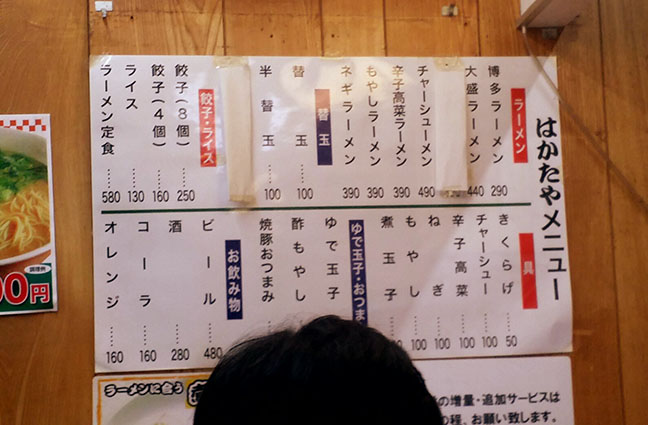 はかたやメニュー
ラーメン
博多ラーメン 290
大盛ラーメン 440
チャーシューメン 490
辛子高菜ラーメン 390
もやしラーメン 390
ネギラーメン 390
替玉
替玉 100
半替玉 100
餃子・ライス
餃子(8個) 250
餃子(4個) 160
ライス 130
ラーメン定食 580
具
きくらげ 50
チャーシュー 100
辛子高菜 100
ねぎ 100
もやし 100
煮玉子
ゆで玉子・おつま
ゆで玉子
酢もやし
焼豚おつまみ
お飲み物
ビール 480
酒 280
コーラ 160
オレンジ 160
調理例
00円
ラーメンに合う
の増量・追加サービスは
の程、お願い致します。